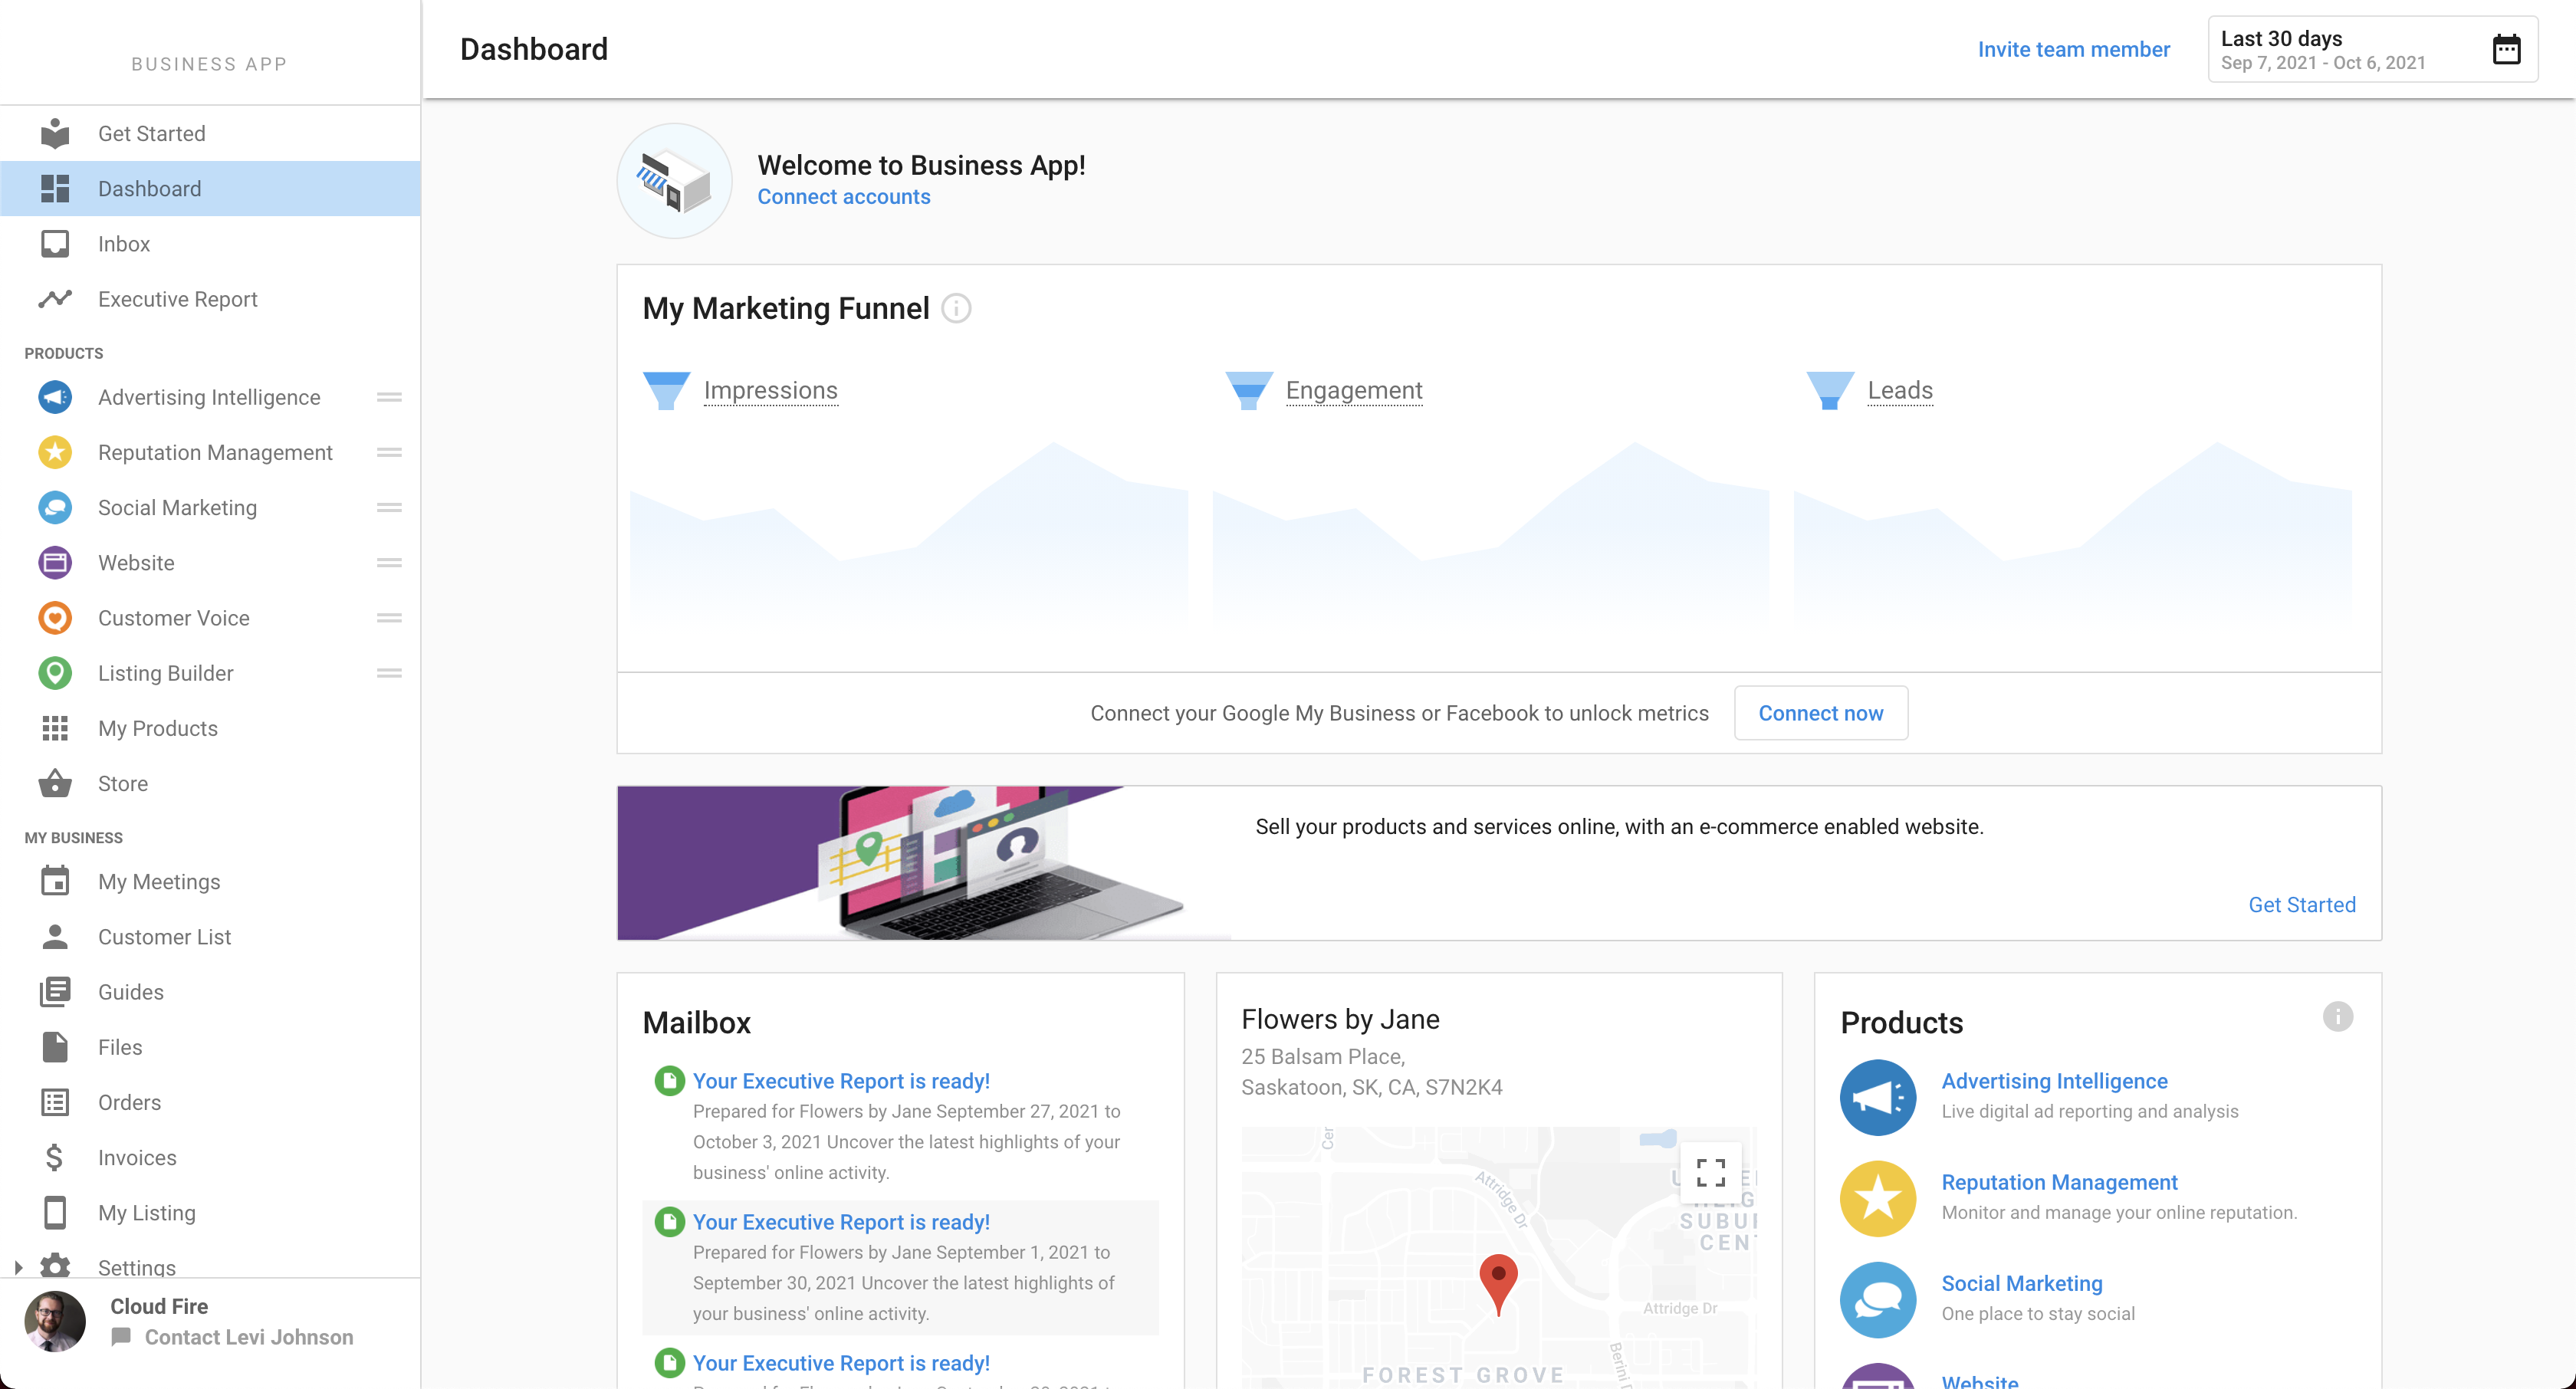 BUSINESS APP
Get Started
Dashboard
Inbox
Executive Report
PRODUCTS
Advertising Intelligence
Reputation Management
Social Marketing
Website
Customer Voice
Listing Builder
My Products
Store
MY BUSINESS
My Meetings
Customer List
Guides
Files
Orders
Invoices
My Listing
Settings
Cloud Fire
Contact Levi Johnson
Dashboard
Invite team member
Last 30 days
Sep 7, 2021 - Oct 6, 2021
Welcome to Business App!
Connect accounts
My Marketing Funnel
Impressions
Engagement
Leads
Connect your Google My Business or Facebook to unlock metrics
Connect now
Sell your products and services online, with an e-commerce enabled website.
Get Started
Mailbox
Your Executive Report is ready!
Prepared for Flowers by Jane September 27, 2021 to
October 3, 2021 Uncover the latest highlights of your
business' online activity.
Your Executive Report is ready!
Prepared for Flowers by Jane September 1, 2021 to
September 30, 2021 Uncover the latest highlights of
your business' online activity.
Your Executive Report is ready!
Flowers by Jane
25 Balsam Place,
Saskatoon, SK, CA, S7N2K4
Attridge Dr
Attridge Dr
FOREST GROVE
Products
Advertising Intelligence
Live digital ad reporting and analysis
Reputation Management
Monitor and manage your online reputation.
Social Marketing
One place to stay social
Website